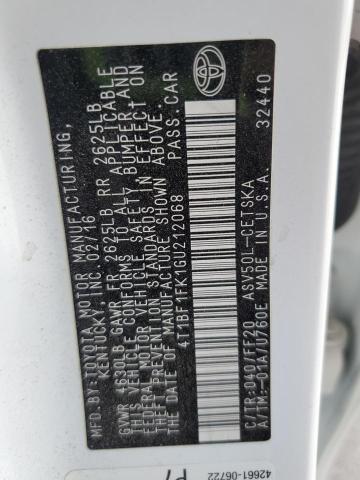 MFD.BY:TOYOTA MOTOR MANUFACTURING,
KENTUCKY, INC. 02/16
GVWR 4630LB GAWR FR 2625LB RR 2625LB
THIS VEHICLE CONFORMS TO ALL APPLICABLE
FEDERAL MOTOR VEHICLE SAFETY, BUMPER AND
THEFT PREVENTION STANDARDS IN EFFECT ON
THE DATE OF MANUFACTURE SHOWN ABOVE.
4T1BF1FK1GU212068 PASS.CAR
C/TR:040/FF20 ASV50L-CETSKA
A/TM:-01A/U760E MADE IN U.S.A.
32440
TOYOTA
42661-06722